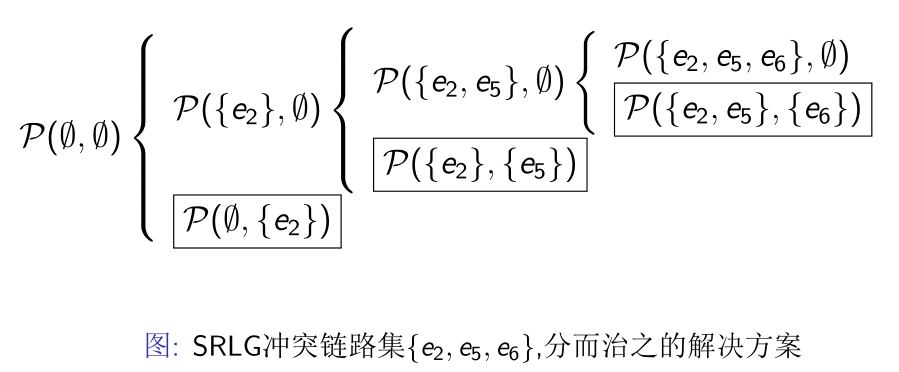 𝒫(∅, ∅)
𝒫({e₂}, ∅)
𝒫(∅, {e₂})
𝒫({e₂, e₅}, ∅)
𝒫({e₂}, {e₅})
𝒫({e₂, e₅, e₆}, ∅)
𝒫({e₂, e₅}, {e₆})
图: SRLG冲突链路集{e₂, e₅, e₆},分而治之的解决方案